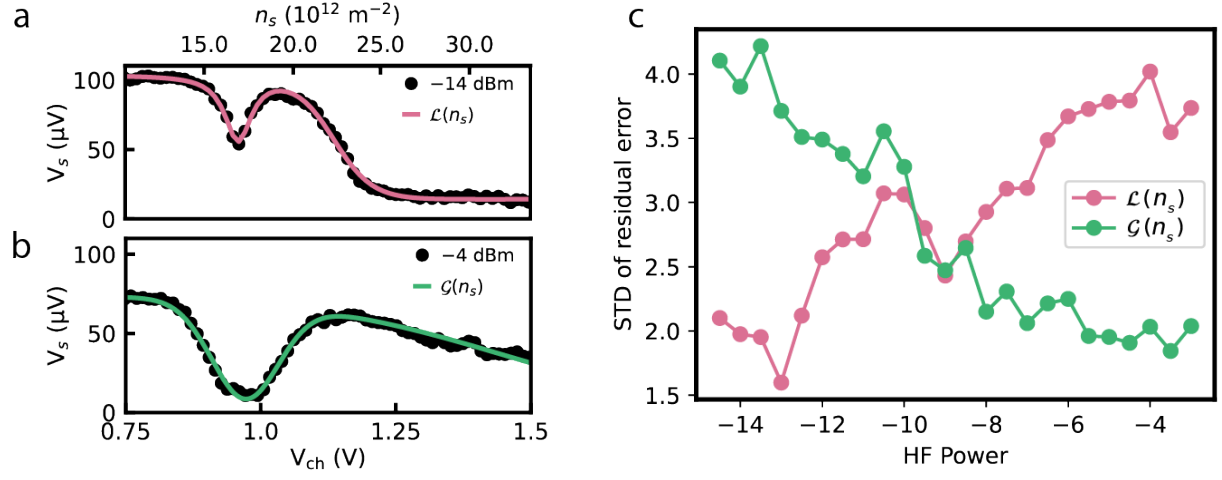 a
n_s (10^12 m^−2)
15.0 20.0 25.0 30.0
100
50
0
V_s (μV)
−14 dBm
ℒ(n_s)
b
100
50
0
V_s (μV)
−4 dBm
𝒢(n_s)
0.75 1.0 1.25 1.5
V_ch (V)
c
4.0
3.5
3.0
2.5
2.0
1.5
STD of residual error
ℒ(n_s)
𝒢(n_s)
−14 −12 −10 −8 −6 −4
HF Power